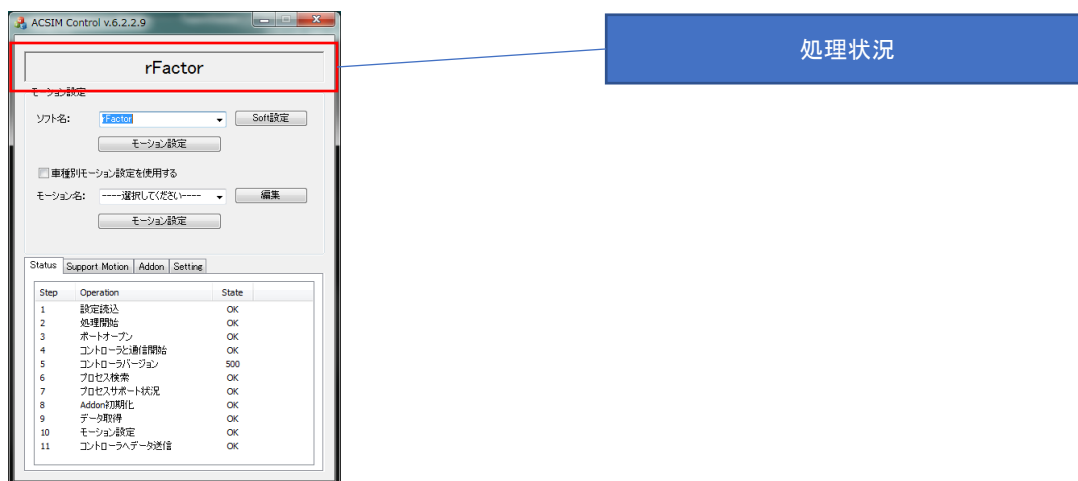 ACSIM Control v.6.2.2.9
処理状況
rFactor
モーション設定
ソフト名: rFactor Soft設定
モーション設定
車種別モーション設定を使用する
モーション名: ----選択してください---- 編集
モーション設定
Status Support Motion Addon Setting
Step Operation State
1 設定読込 OK
2 処理開始 OK
3 ポートオープン OK
4 コントローラと通信開始 OK
5 コントローラバージョン 500
6 プロセス検索 OK
7 プロセスサポート状況 OK
8 Addon初期化 OK
9 データ取得 OK
10 モーション設定 OK
11 コントローラへデータ送信 OK